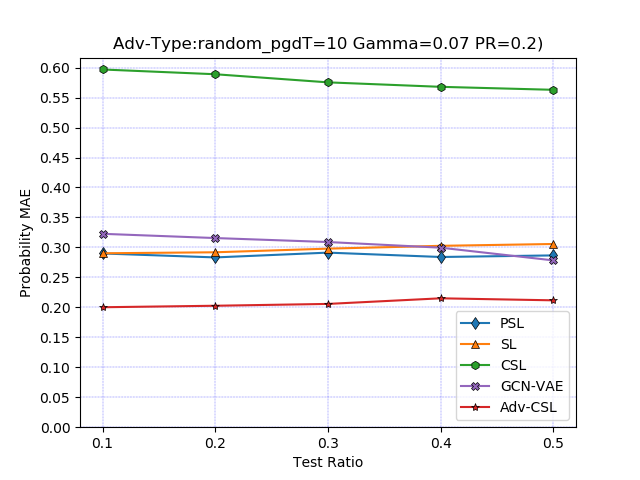 Adv-Type:random_pgdT=10 Gamma=0.07 PR=0.2)
Probability MAE
0.60
0.55
0.50
0.45
0.40
0.35
0.30
0.25
0.20
0.15
0.10
0.05
0.00
PSL
SL
CSL
GCN-VAE
Adv-CSL
0.1 0.2 0.3 0.4 0.5
Test Ratio